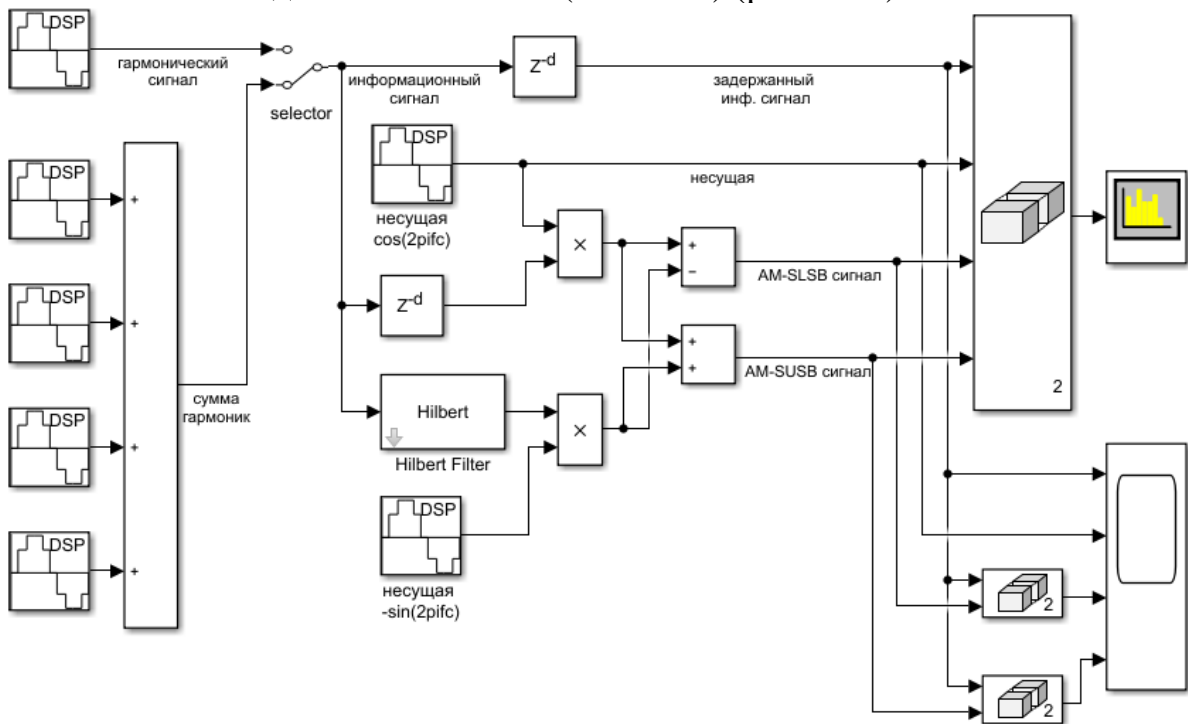 DSP
гармонический
сигнал
selector
информационный
сигнал
Z-d
задержанный
инф. сигнал
DSP
несущая
cos(2pifc)
несущая
DSP
+
×
+
−
AM-SLSB сигнал
DSP
+
Z-d
+
+
AM-SUSB сигнал
2
сумма
гармоник
Hilbert
Hilbert Filter
×
DSP
+
DSP
несущая
-sin(2pifc)
DSP
+
2
2